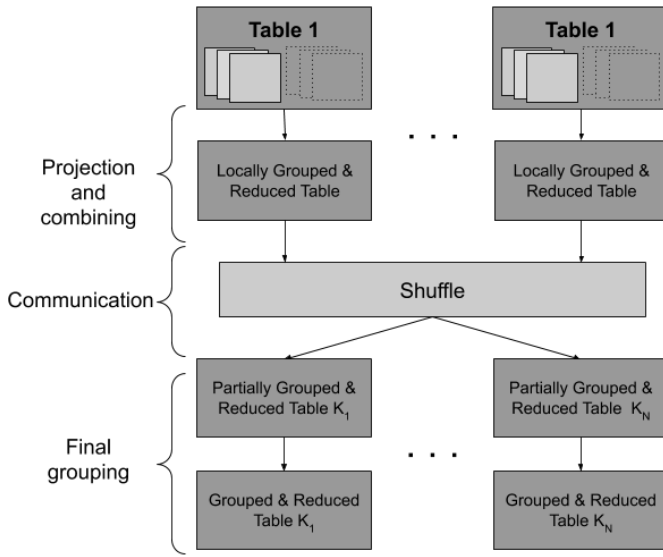 Table 1
Table 1
. . .
Projection
and
combining
Locally Grouped &
Reduced Table
Locally Grouped &
Reduced Table
Communication
Shuffle
Final
grouping
Partially Grouped &
Reduced Table K1
Partially Grouped &
Reduced Table KN
. . .
Grouped & Reduced
Table K1
Grouped & Reduced
Table KN